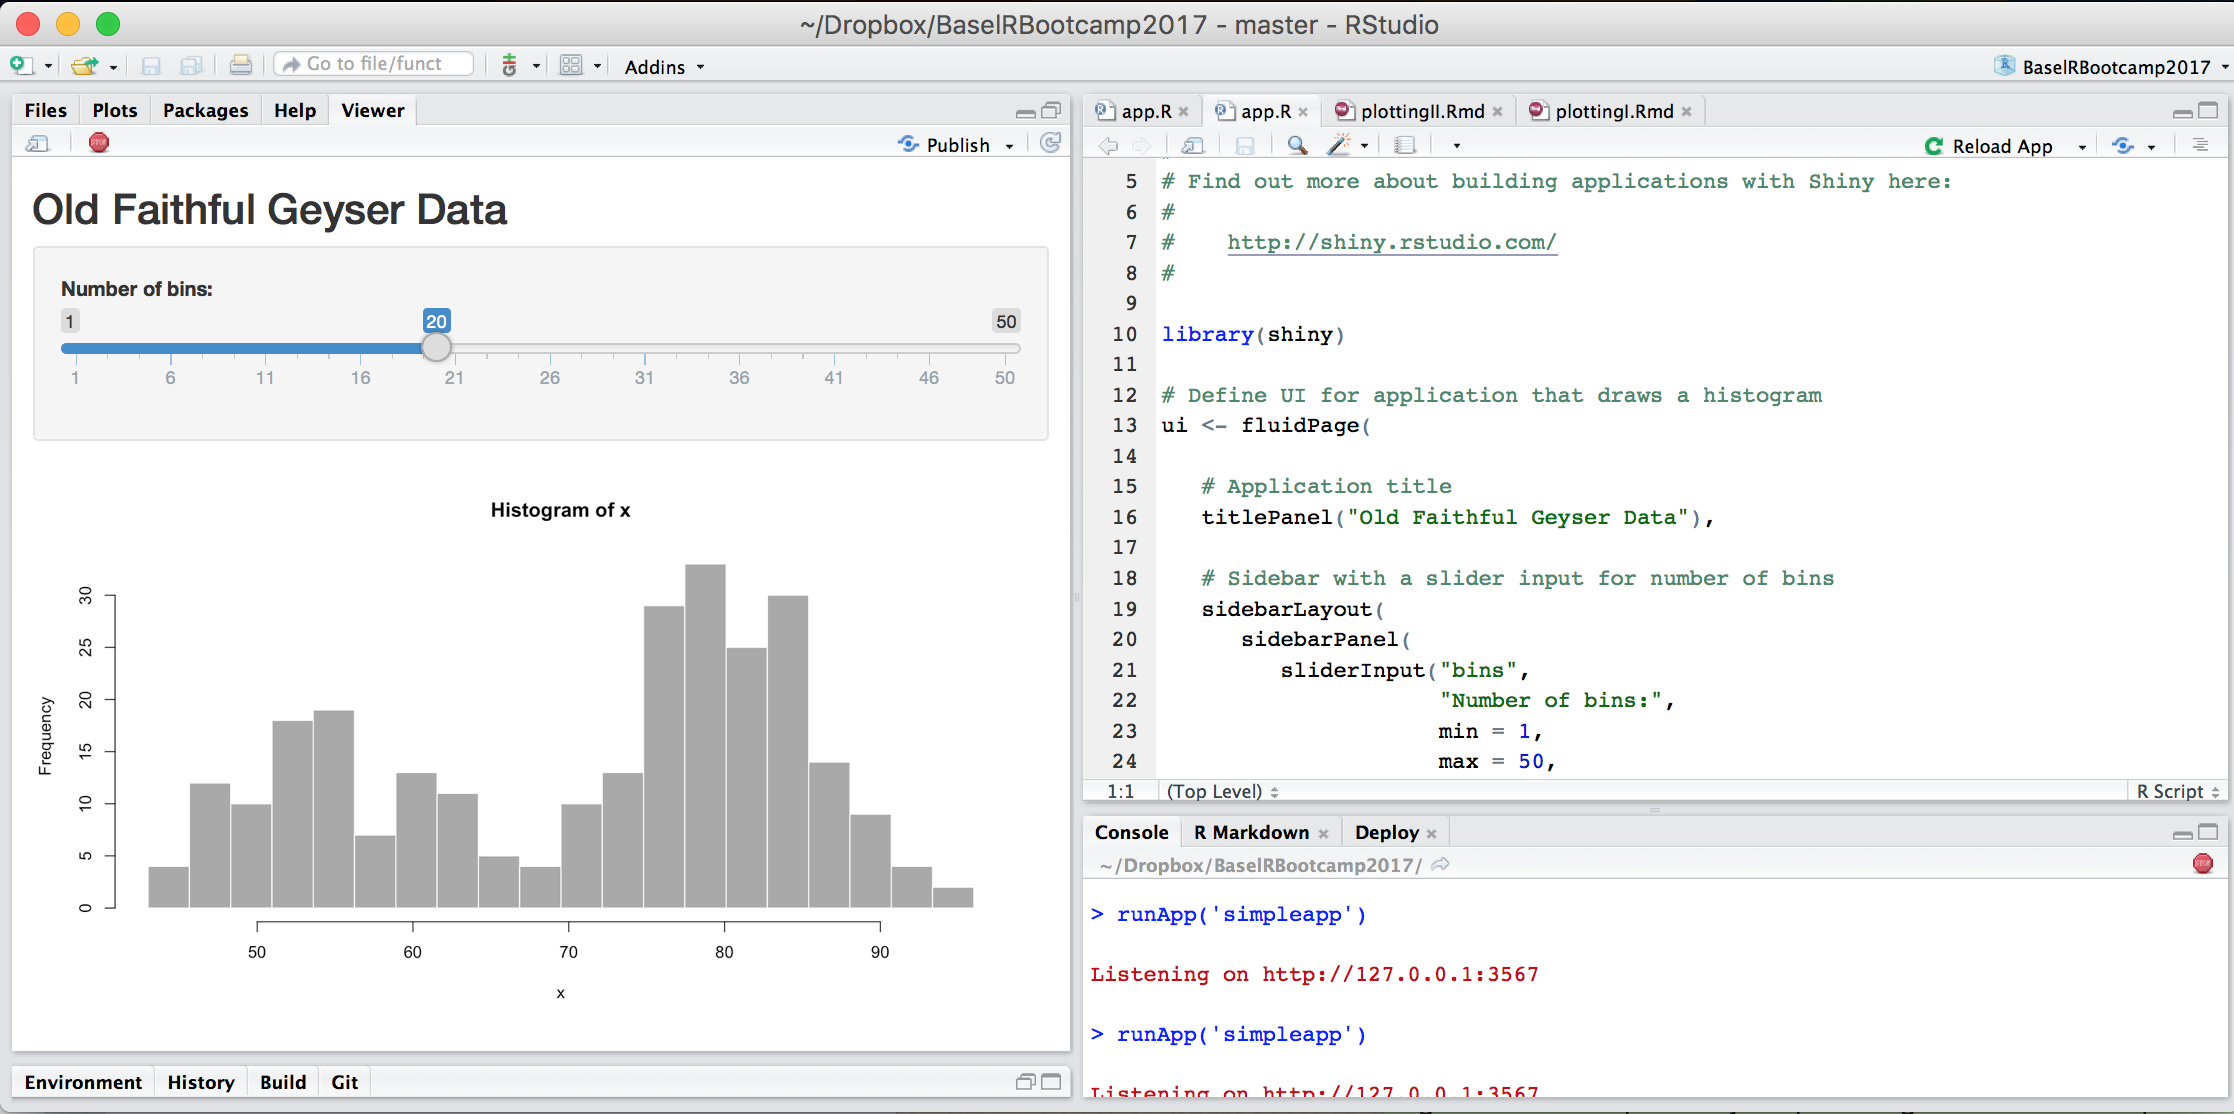 ~/Dropbox/BaselRBootcamp2017 - master - RStudio
Go to file/funct
Addins
BaselRBootcamp2017
Files Plots Packages Help Viewer
Publish
Old Faithful Geyser Data
Number of bins:
1 20 50
1 6 11 16 21 26 31 36 41 46 50
Histogram of x
Frequency
30
25
20
15
10
5
0
50 60 70 80 90
x
Environment History Build Git
app.R app.R plottingII.Rmd plottingI.Rmd
Reload App
5 # Find out more about building applications with Shiny here:
6 #
7 #    http://shiny.rstudio.com/
8 #
9
10 library(shiny)
11
12 # Define UI for application that draws a histogram
13 ui <- fluidPage(
14
15    # Application title
16    titlePanel("Old Faithful Geyser Data"),
17
18    # Sidebar with a slider input for number of bins
19    sidebarLayout(
20       sidebarPanel(
21          sliderInput("bins",
22                      "Number of bins:",
23                      min = 1,
24                      max = 50,
1:1 (Top Level) R Script
Console R Markdown Deploy
~/Dropbox/BaselRBootcamp2017/
> runApp('simpleapp')
Listening on http://127.0.0.1:3567
> runApp('simpleapp')
Listening on http://127.0.0.1:3567